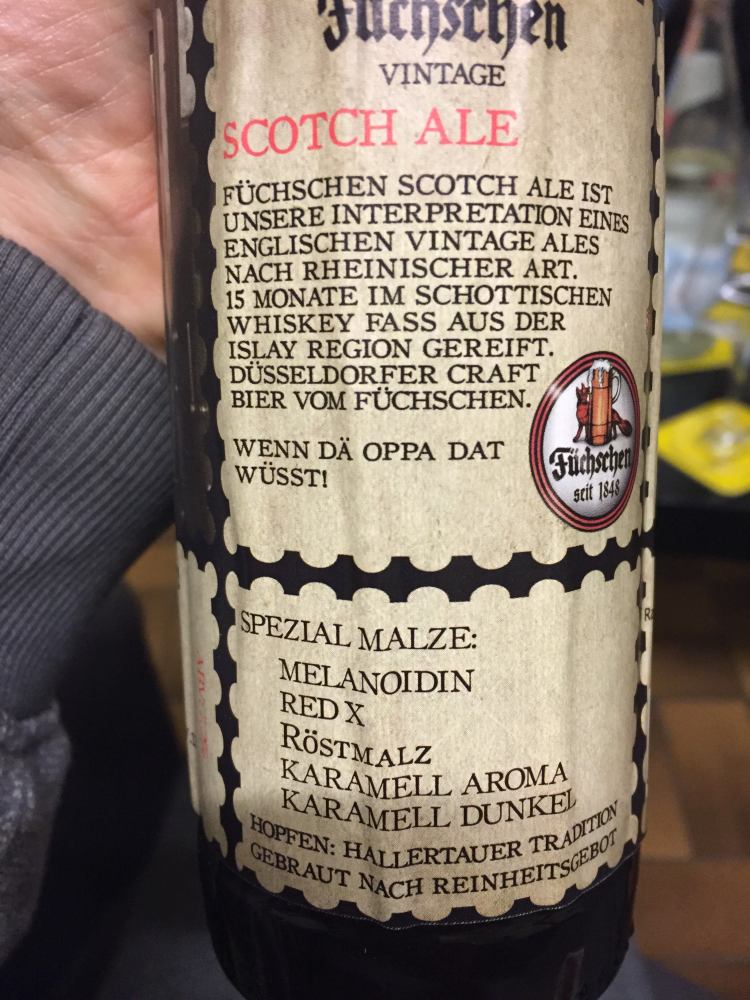 Füchschen
VINTAGE
SCOTCH ALE
FÜCHSCHEN SCOTCH ALE IST
UNSERE INTERPRETATION EINES
ENGLISCHEN VINTAGE ALES
NACH RHEINISCHER ART.
15 MONATE IM SCHOTTISCHEN
WHISKEY FASS AUS DER
ISLAY REGION GEREIFT.
DÜSSELDORFER CRAFT
BIER VOM FÜCHSCHEN.
WENN DÄ OPPA DAT
WÜSST!
Füchschen
seit 1848
SPEZIAL MALZE:
MELANOIDIN
RED X
RÖSTMALZ
KARAMELL AROMA
KARAMELL DUNKEL
HOPFEN: HALLERTAUER TRADITION
GEBRAUT NACH REINHEITSGEBOT